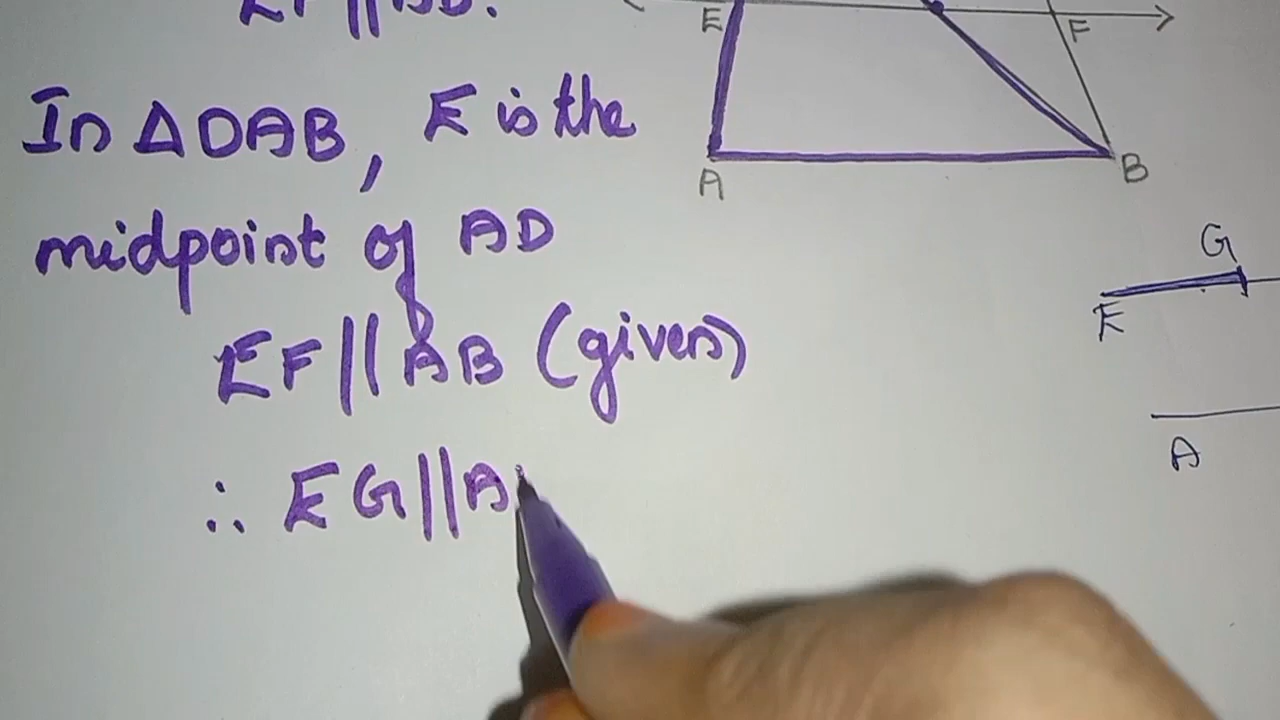 In ΔDAB, E is the
midpoint of AD
EF||AB (given)
∴ EG||A
E
F
A
B
G
E
A